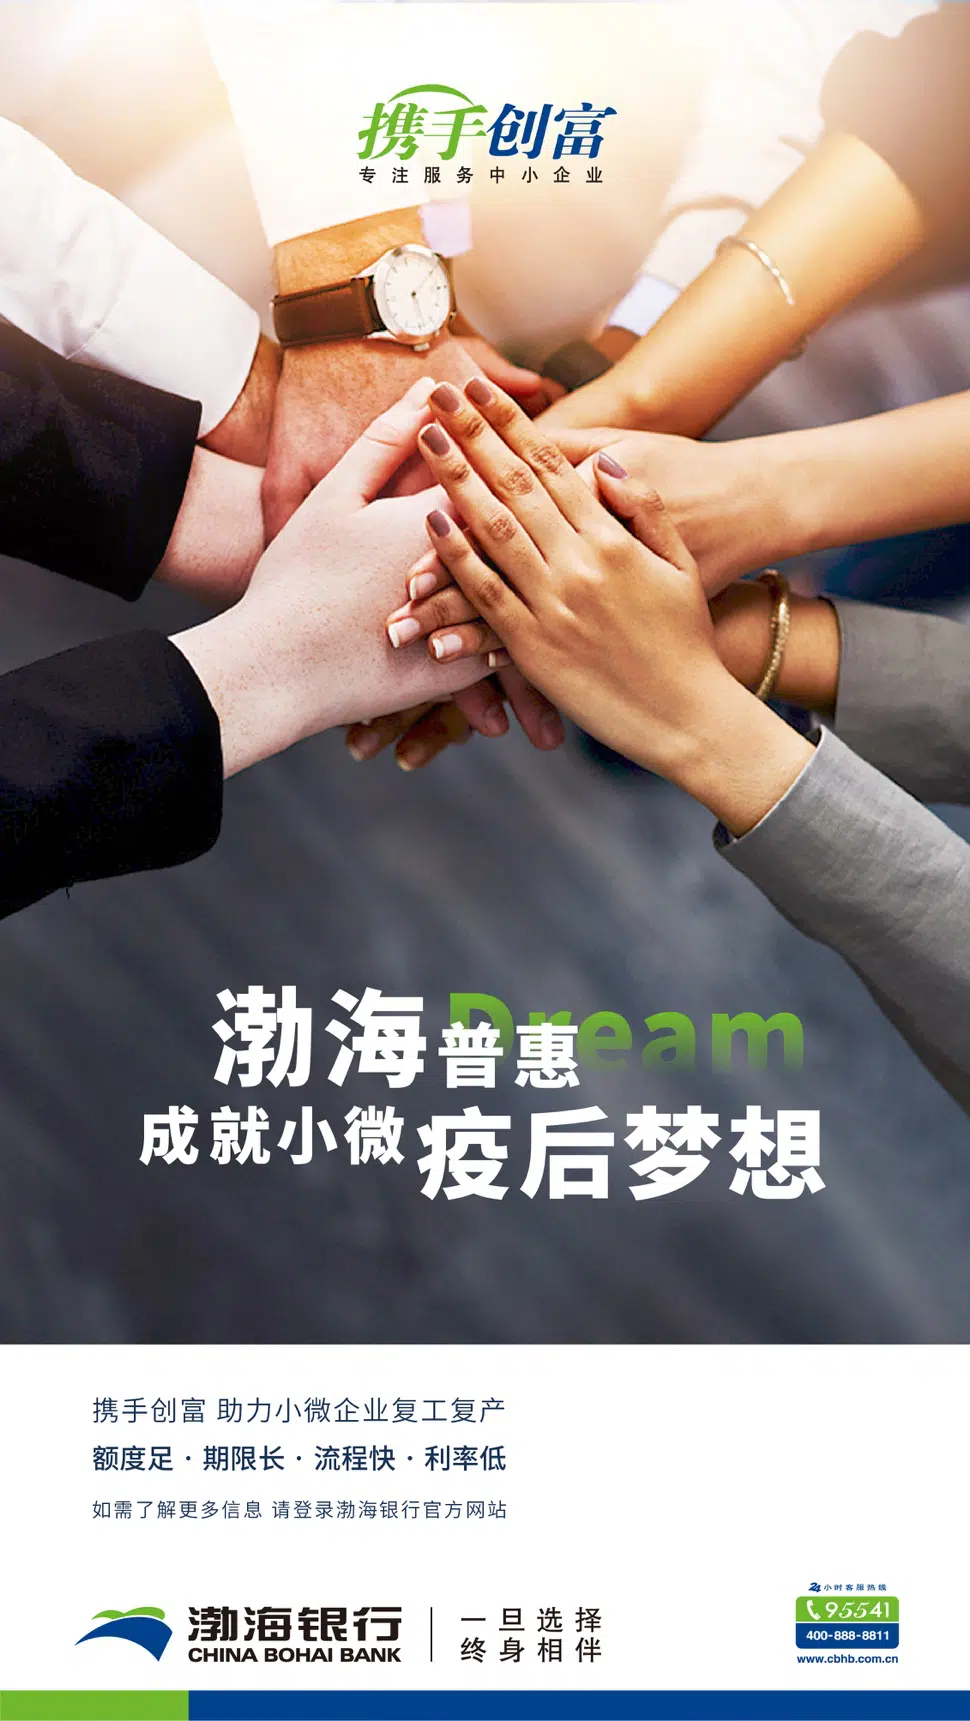 携手创富
专注服务中小企业
渤海普惠 Dream
成就小微疫后梦想
携手创富 助力小微企业复工复产
额度足·期限长·流程快·利率低
如需了解更多信息 请登录渤海银行官方网站
渤海银行
CHINA BOHAI BANK
一旦选择
终身相伴
24小时客服热线
95541
400-888-8811
www.cbhb.com.cn